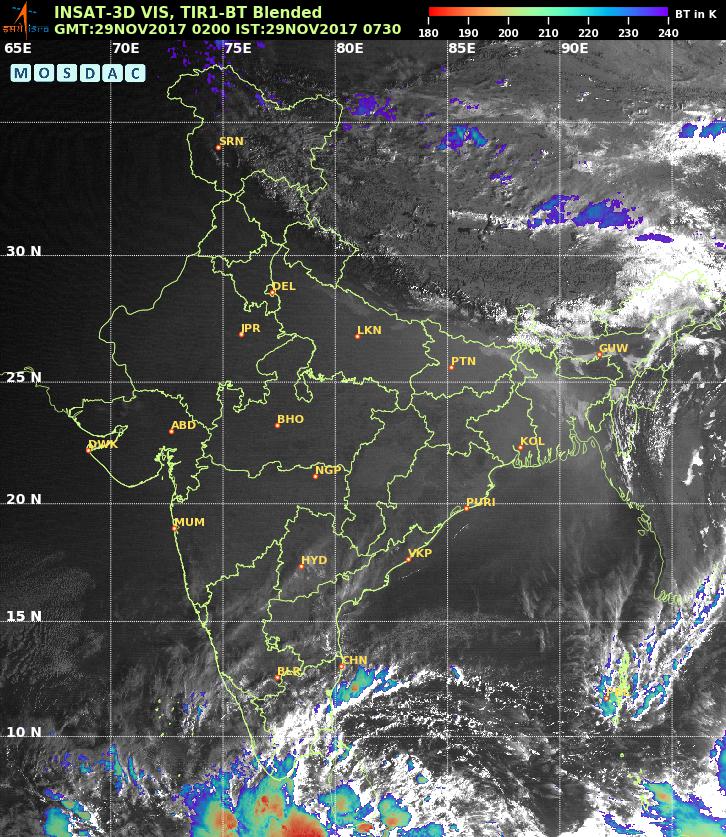 INSAT-3D VIS, TIR1-BT Blended
GMT:29NOV2017 0200 IST:29NOV2017 0730
BT in K
180 190 200 210 220 230 240
65E 70E 75E 80E 85E 90E
MOSDAC
SRN
30 N
DEL
JPR
LKN
GUW
PTN
25 N
ABD
BHO
DWK
KOL
NGP
20 N
PURI
MUM
VKP
HYD
15 N
CHN
BLR
10 N